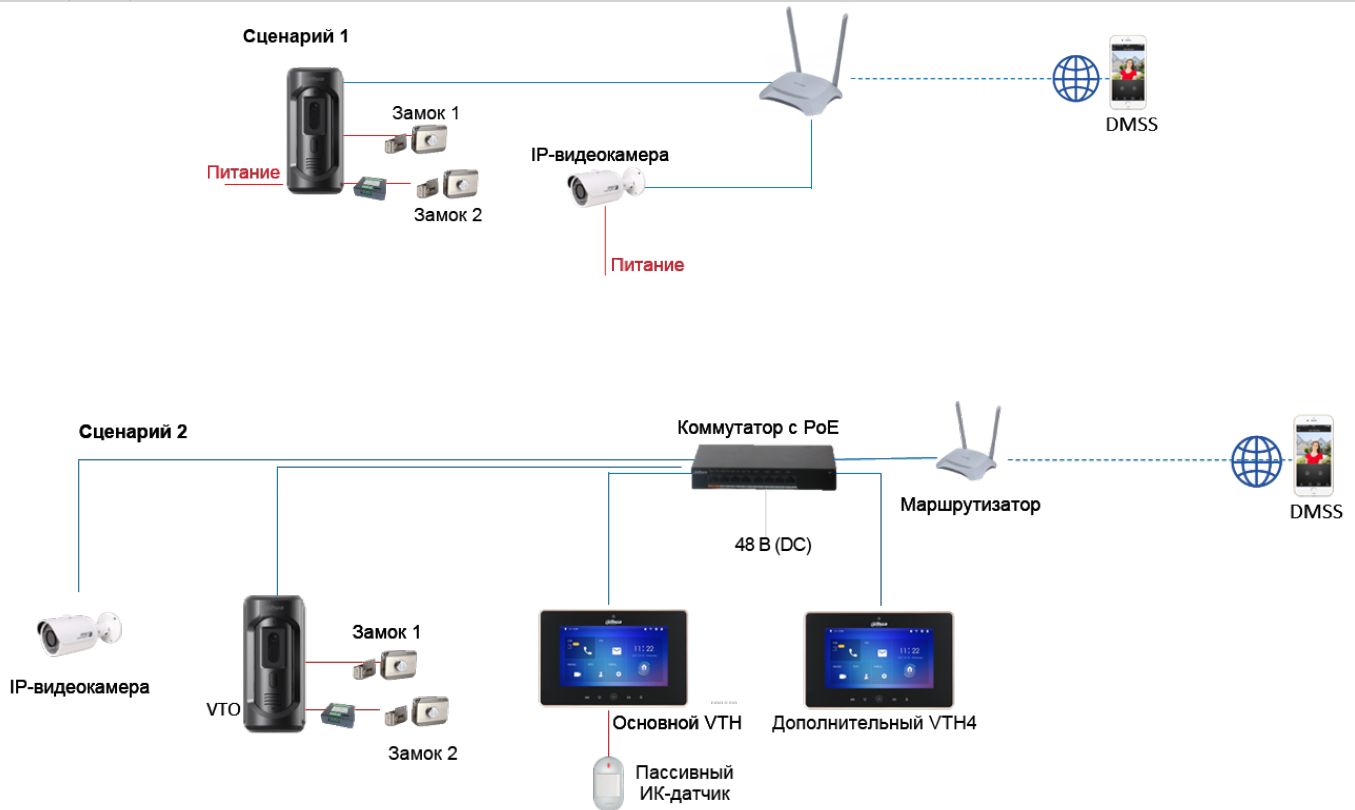 Сценарий 1
Замок 1
DMSS
IP-видеокамера
Питание
Замок 2
Питание
Сценарий 2
Коммутатор с PoE
Маршрутизатор
DMSS
48 В (DC)
Замок 1
IP-видеокамера
VTO
Основной VTH
Дополнительный VTH4
Замок 2
Пассивный
ИК-датчик